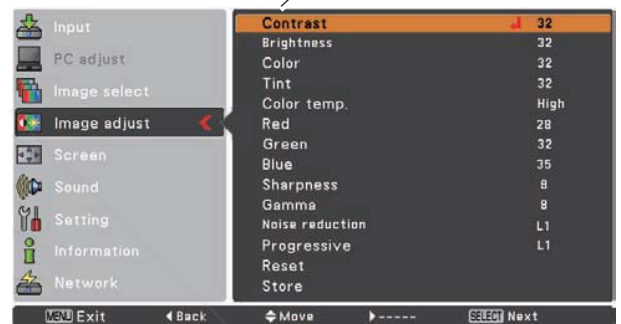 Input
PC adjust
Image select
Image adjust
Screen
Sound
Setting
Information
Network
Contrast 32
Brightness 32
Color 32
Tint 32
Color temp. High
Red 28
Green 32
Blue 35
Sharpness 8
Gamma 8
Noise reduction L1
Progressive L1
Reset
Store
MENU Exit Back Move ----- SELECT Next